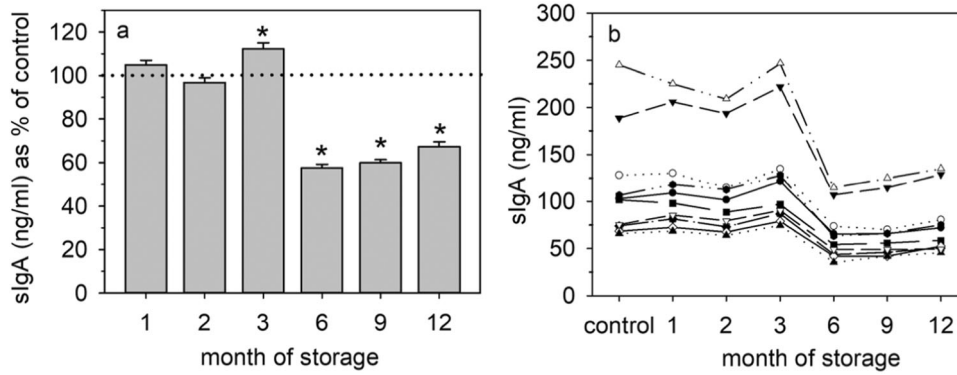 a
sIgA (ng/ml) as % of control
120
100
80
60
40
20
0
*
*
*
*
1 2 3 6 9 12
month of storage
b
sIgA (ng/ml)
300
250
200
150
100
50
0
control 1 2 3 6 9 12
month of storage